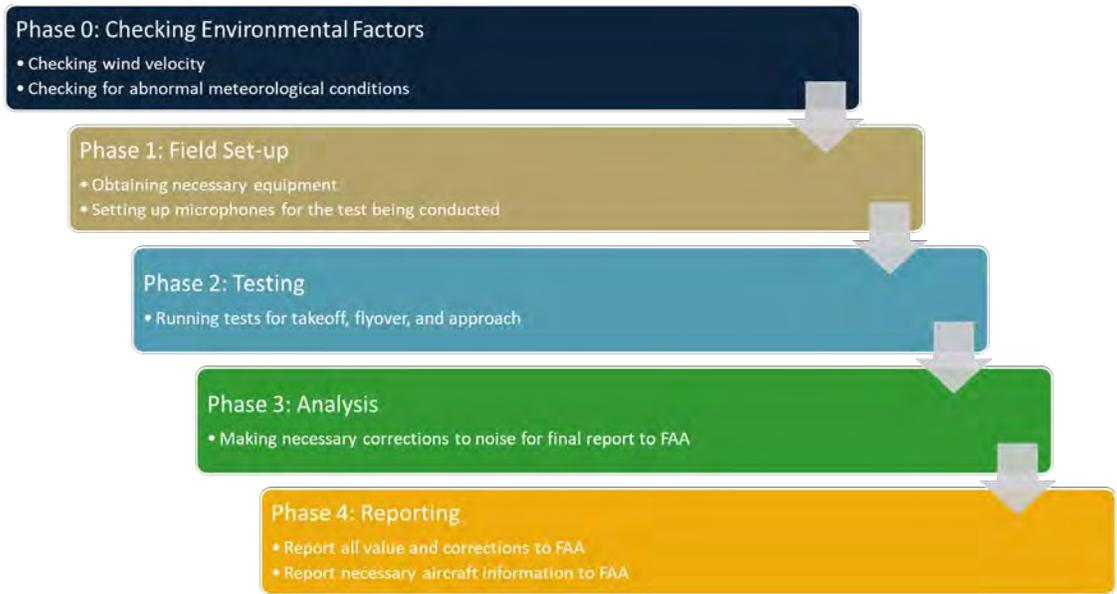 Phase 0: Checking Environmental Factors
• Checking wind velocity
• Checking for abnormal meteorological conditions
Phase 1: Field Set-up
• Obtaining necessary equipment
• Setting up microphones for the test being conducted
Phase 2: Testing
• Running tests for takeoff, flyover, and approach
Phase 3: Analysis
• Making necessary corrections to noise for final report to FAA
Phase 4: Reporting
• Report all value and corrections to FAA
• Report necessary aircraft information to FAA